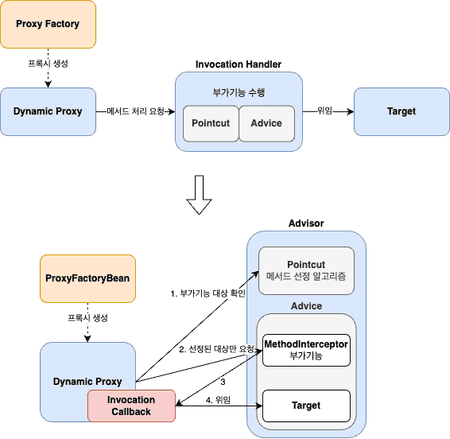 Proxy Factory
프록시 생성
Invocation Handler
부가기능 수행
Dynamic Proxy
메서드 처리 요청
Pointcut
Advice
위임
Target
Advisor
ProxyFactoryBean
Pointcut
메서드 선정 알고리즘
1. 부가기능 대상 확인
Advice
프록시 생성
2. 선정된 대상만 요청
MethodInterceptor
부가기능
Dynamic Proxy
3
Invocation
Callback
4. 위임
Target